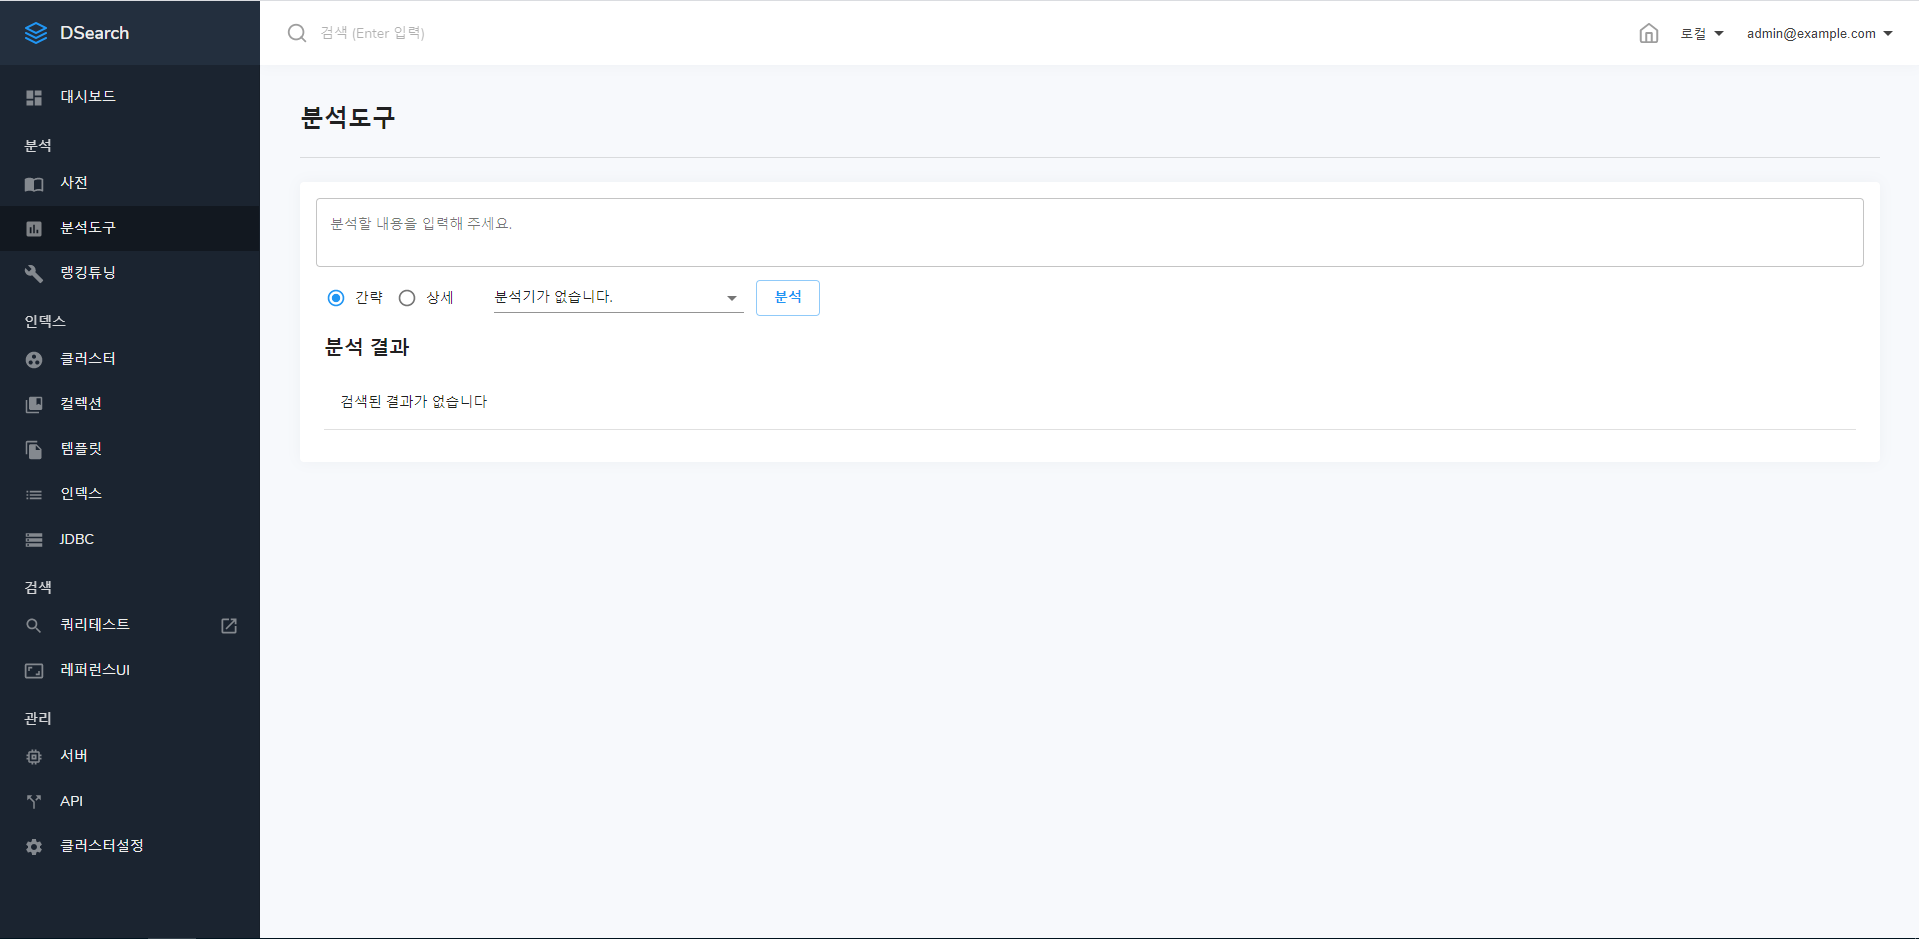 DSearch
검색 (Enter 입력)
로컬
admin@example.com
대시보드
분석
사전
분석도구
랭킹튜닝
인덱스
클러스터
컬렉션
템플릿
인덱스
JDBC
검색
쿼리테스트
레퍼런스UI
관리
서버
API
클러스터설정
분석도구
분석할 내용을 입력해 주세요.
간략 상세 분석기가 없습니다. 분석
분석 결과
검색된 결과가 없습니다